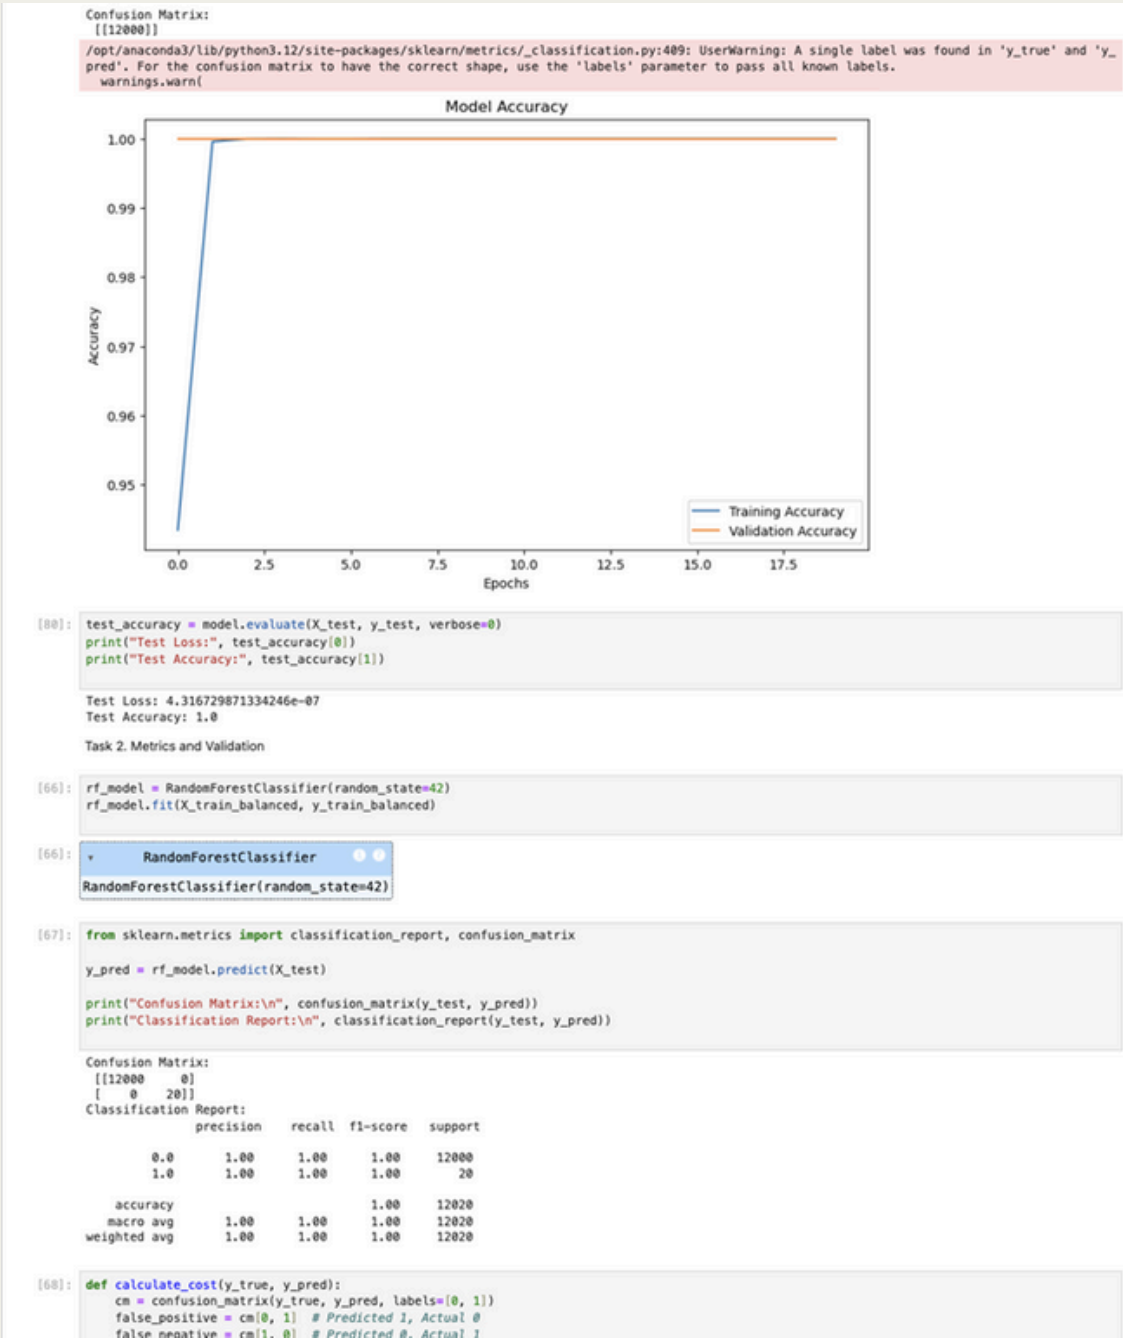 Confusion Matrix:
[[12000]]
/opt/anaconda3/lib/python3.12/site-packages/sklearn/metrics/_classification.py:409: UserWarning: A single label was found in 'y_true' and 'y_
pred'. For the confusion matrix to have the correct shape, use the 'labels' parameter to pass all known labels.
warnings.warn(
Model Accuracy
1.00
0.99
0.98
0.97
0.96
0.95
Accuracy
Training Accuracy
Validation Accuracy
0.0 2.5 5.0 7.5 10.0 12.5 15.0 17.5
Epochs
[80]: test_accuracy = model.evaluate(X_test, y_test, verbose=0)
print("Test Loss:", test_accuracy[0])
print("Test Accuracy:", test_accuracy[1])
Test Loss: 4.316729871334246e-07
Test Accuracy: 1.0
Task 2. Metrics and Validation
[66]: rf_model = RandomForestClassifier(random_state=42)
rf_model.fit(X_train_balanced, y_train_balanced)
[66]: RandomForestClassifier
RandomForestClassifier(random_state=42)
[67]: from sklearn.metrics import classification_report, confusion_matrix
y_pred = rf_model.predict(X_test)
print("Confusion Matrix:\n", confusion_matrix(y_test, y_pred))
print("Classification Report:\n", classification_report(y_test, y_pred))
Confusion Matrix:
[[12000 0]
[ 0 20]]
Classification Report:
precision recall f1-score support
0.0 1.00 1.00 1.00 12000
1.0 1.00 1.00 1.00 20
accuracy 1.00 12020
macro avg 1.00 1.00 1.00 12020
weighted avg 1.00 1.00 1.00 12020
[68]: def calculate_cost(y_true, y_pred):
cm = confusion_matrix(y_true, y_pred, labels=[0, 1])
false_positive = cm[0, 1] # Predicted 1, Actual 0
false_negative = cm[1, 0] # Predicted 0, Actual 1